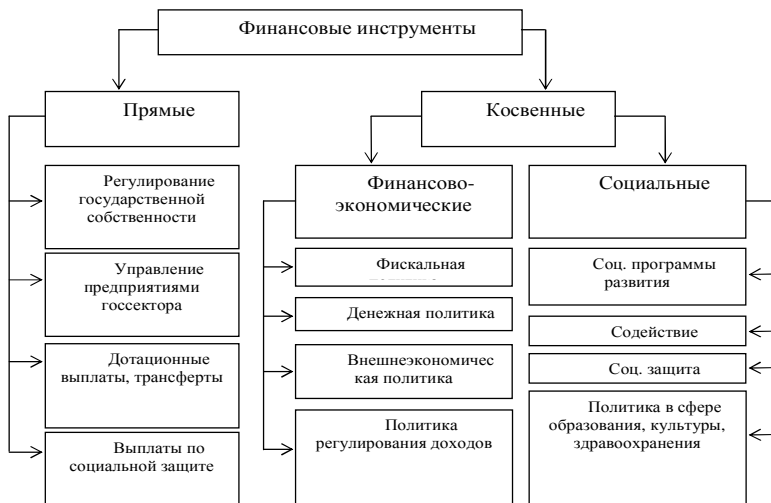 Финансовые инструменты
Прямые
Косвенные
Регулирование
государственной
собственности
Управление
предприятиями
госсектора
Дотационные
выплаты, трансферты
Выплаты по
социальной защите
Финансово-
экономические
Фискальная
Денежная политика
Внешнеэкономичес
кая политика
Политика
регулирования доходов
Социальные
Соц. программы
развития
Содействие
Соц. защита
Политика в сфере
образования, культуры,
здравоохранения